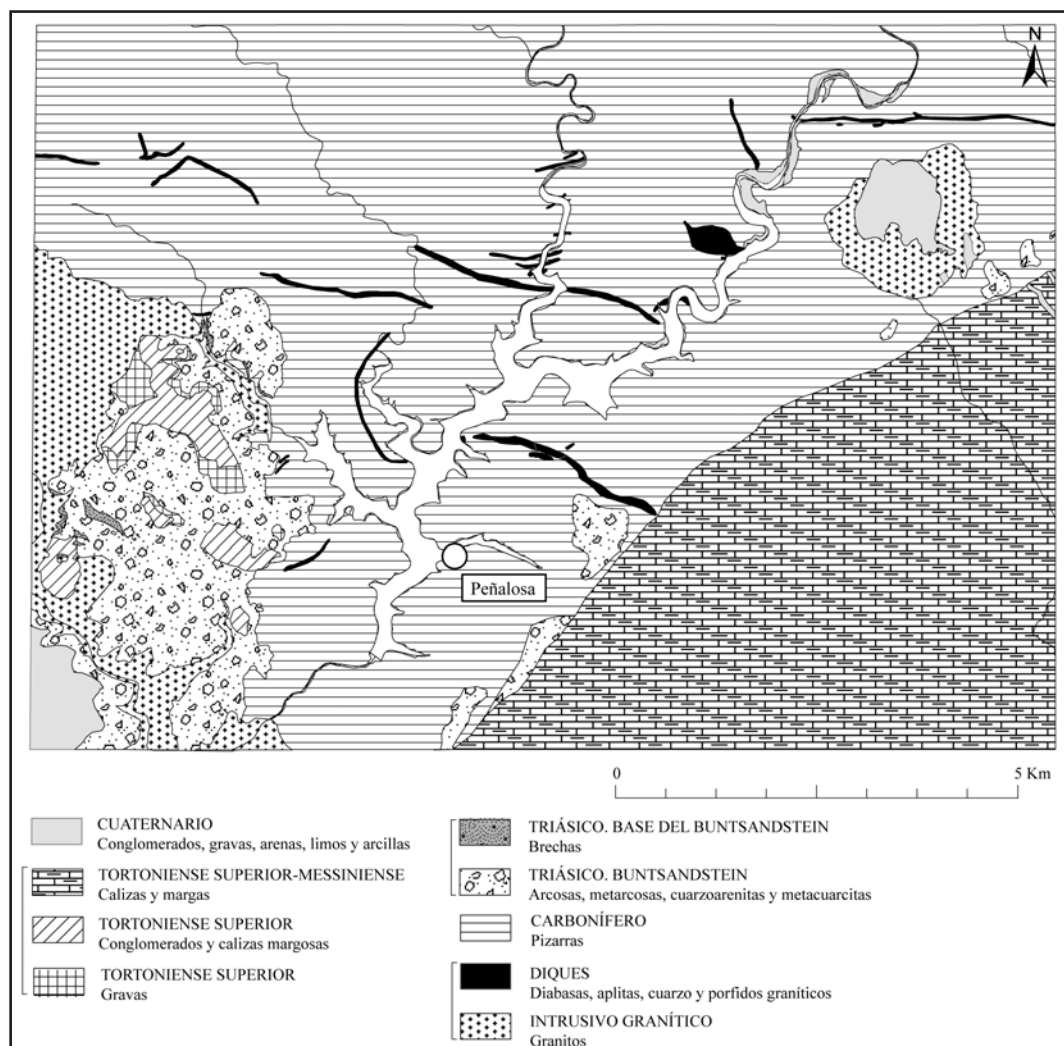 N
Peñalosa
0
5 Km
CUATERNARIO
Conglomerados, gravas, arenas, limos y arcillas
TORTONIENSE SUPERIOR-MESSINIENSE
Calizas y margas
TORTONIENSE SUPERIOR
Conglomerados y calizas margosas
TORTONIENSE SUPERIOR
Gravas
TRIÁSICO. BASE DEL BUNTSANDSTEIN
Brechas
TRIÁSICO. BUNTSANDSTEIN
Arcosas, metarcosas, cuarzoarenitas y metacuarcitas
CARBONÍFERO
Pizarras
DIQUES
Diabasas, aplitas, cuarzo y porfidos graníticos
INTRUSIVO GRANÍTICO
Granitos